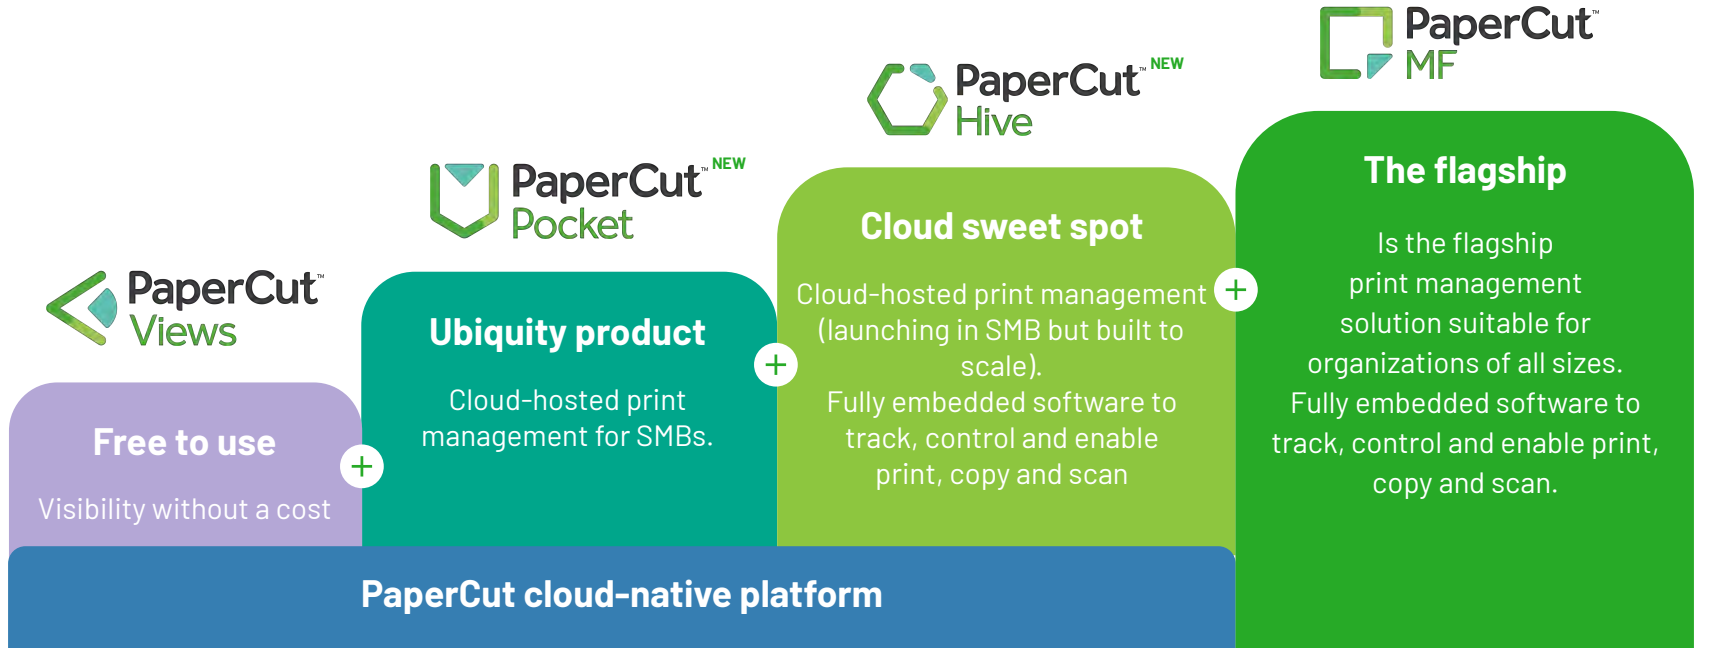 PaperCut™
Views
Free to use
Visibility without a cost
+
PaperCut™ NEW
Pocket
Ubiquity product
Cloud-hosted print
management for SMBs.
+
PaperCut™ NEW
Hive
Cloud sweet spot
Cloud-hosted print management
(launching in SMB but built to
scale).
Fully embedded software to
track, control and enable
print, copy and scan
+
PaperCut™
MF
The flagship
Is the flagship
print management
solution suitable for
organizations of all sizes.
Fully embedded software to
track, control and enable print,
copy and scan.
PaperCut cloud-native platform